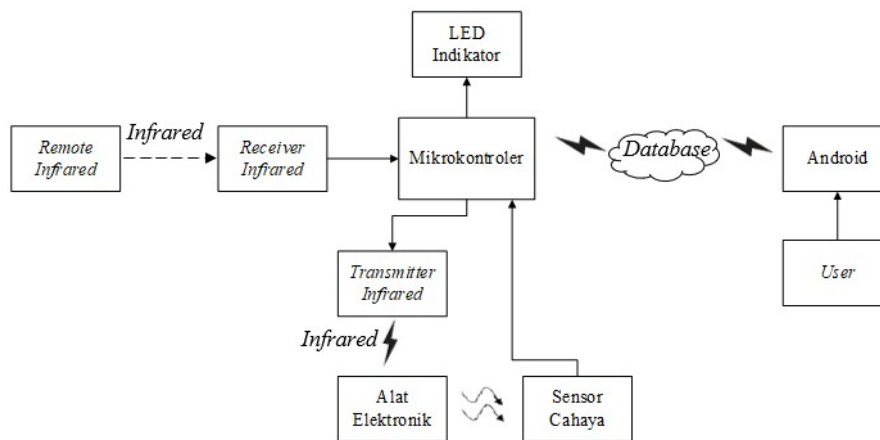 LED
Indikator
Remote
Infrared
Infrared
Receiver
Infrared
Mikrokontroler
Database
Android
User
Transmitter
Infrared
Infrared
Alat
Elektronik
Sensor
Cahaya